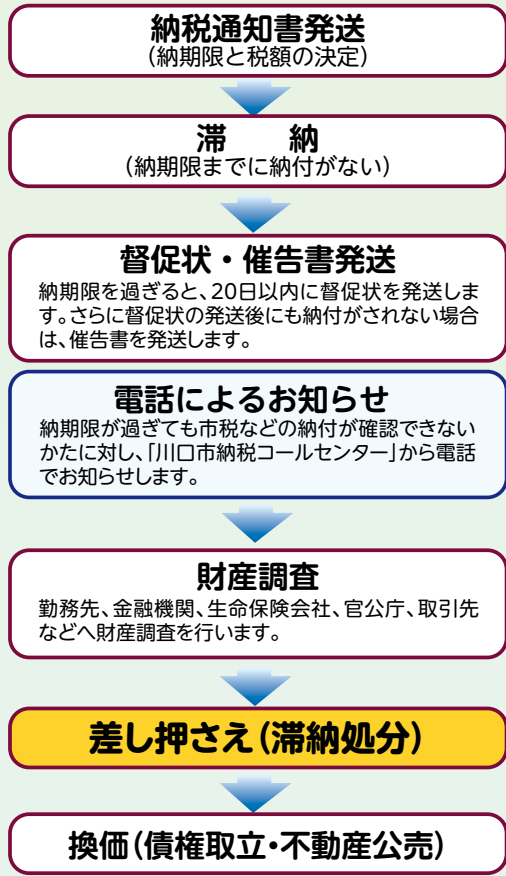 納税通知書発送
(納期限と税額の決定)
滞　納
(納期限までに納付がない)
督促状・催告書発送
納期限を過ぎると、20日以内に督促状を発送しま
す。さらに督促状の発送後にも納付がされない場合
は、催告書を発送します。
電話によるお知らせ
納期限が過ぎても市税などの納付が確認できない
かたに対し、「川口市納税コールセンター」から電話
でお知らせします。
財産調査
勤務先、金融機関、生命保険会社、官公庁、取引先
などへ財産調査を行います。
差し押さえ(滞納処分)
換価(債権取立・不動産公売)